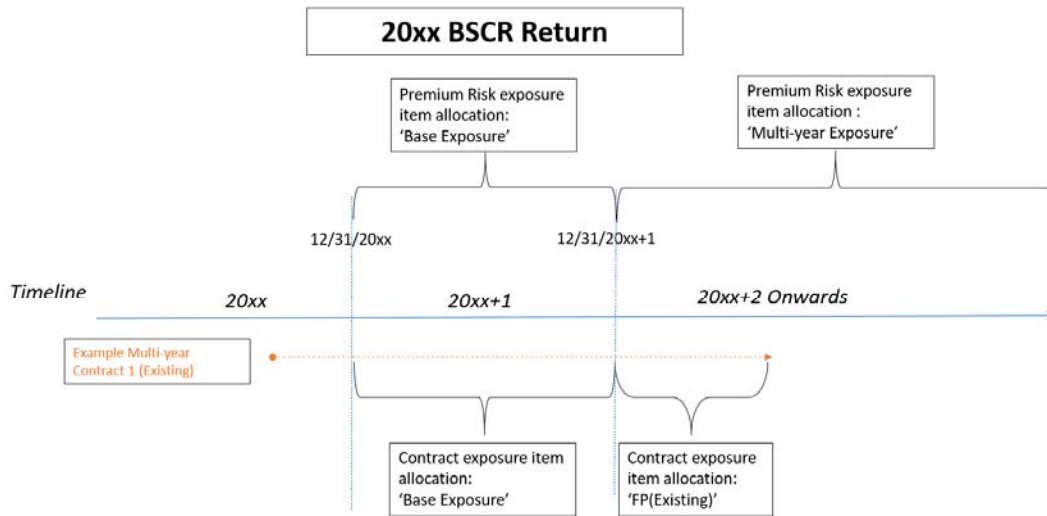 20xx BSCR Return
Premium Risk exposure
item allocation:
‘Base Exposure’
Premium Risk exposure
item allocation :
‘Multi-year Exposure’
12/31/20xx
12/31/20xx+1
Timeline
20xx
20xx+1
20xx+2 Onwards
Example Multi-year
Contract 1 (Existing)
Contract exposure item
allocation:
‘Base Exposure’
Contract exposure
item allocation:
‘FP(Existing)’